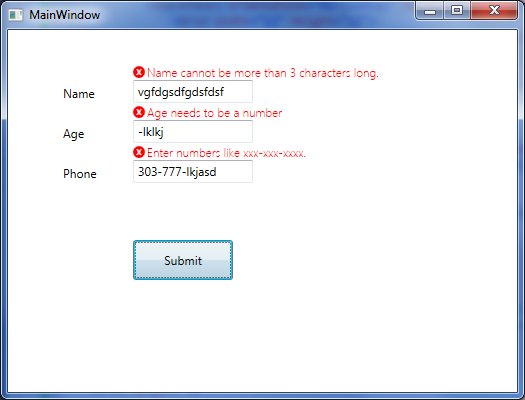 MainWindow
Name cannot be more than 3 characters long.
Name
vgfdgsdfgdsfdsf
Age needs to be a number
Age
-lklkj
Enter numbers like xxx-xxx-xxxx.
Phone
303-777-lkjasd
Submit